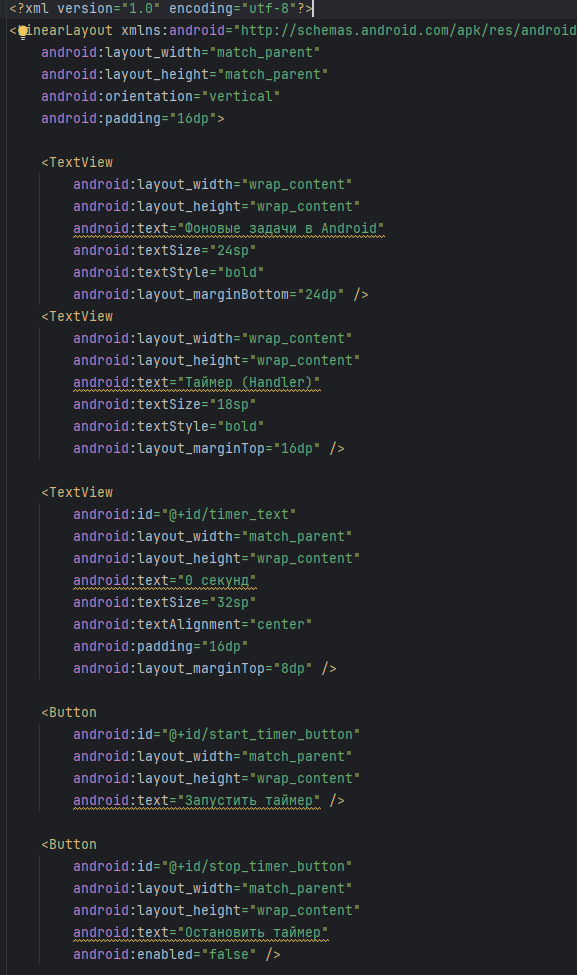 <?xml version="1.0" encoding="utf-8"?>
<LinearLayout xmlns:android="http://schemas.android.com/apk/res/android
    android:layout_width="match_parent"
    android:layout_height="match_parent"
    android:orientation="vertical"
    android:padding="16dp">

    <TextView
        android:layout_width="wrap_content"
        android:layout_height="wrap_content"
        android:text="Фоновые задачи в Android"
        android:textSize="24sp"
        android:textStyle="bold"
        android:layout_marginBottom="24dp" />
    <TextView
        android:layout_width="wrap_content"
        android:layout_height="wrap_content"
        android:text="Таймер (Handler)"
        android:textSize="18sp"
        android:textStyle="bold"
        android:layout_marginTop="16dp" />

    <TextView
        android:id="@+id/timer_text"
        android:layout_width="match_parent"
        android:layout_height="wrap_content"
        android:text="0 секунд"
        android:textSize="32sp"
        android:textAlignment="center"
        android:padding="16dp"
        android:layout_marginTop="8dp" />

    <Button
        android:id="@+id/start_timer_button"
        android:layout_width="match_parent"
        android:layout_height="wrap_content"
        android:text="Запустить таймер" />

    <Button
        android:id="@+id/stop_timer_button"
        android:layout_width="match_parent"
        android:layout_height="wrap_content"
        android:text="Остановить таймер"
        android:enabled="false" />